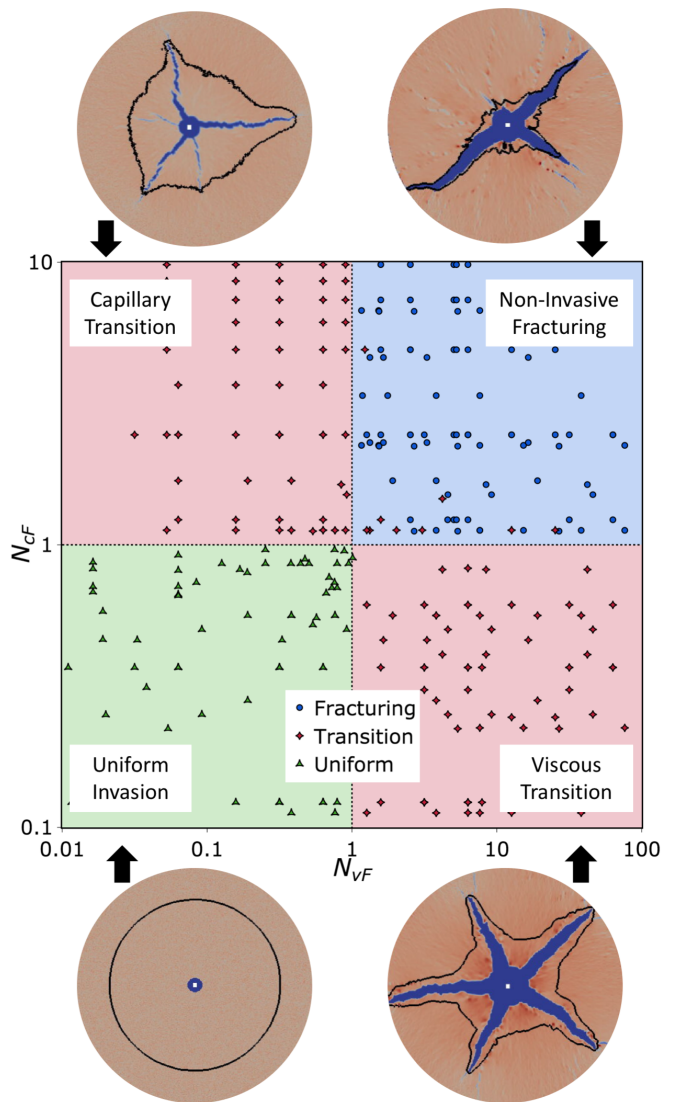 10
Capillary
Transition
Non-Invasive
Fracturing
N_cF
1
Fracturing
Transition
Uniform
Uniform
Invasion
Viscous
Transition
0.1
0.01
0.1
1
10
100
N_vF